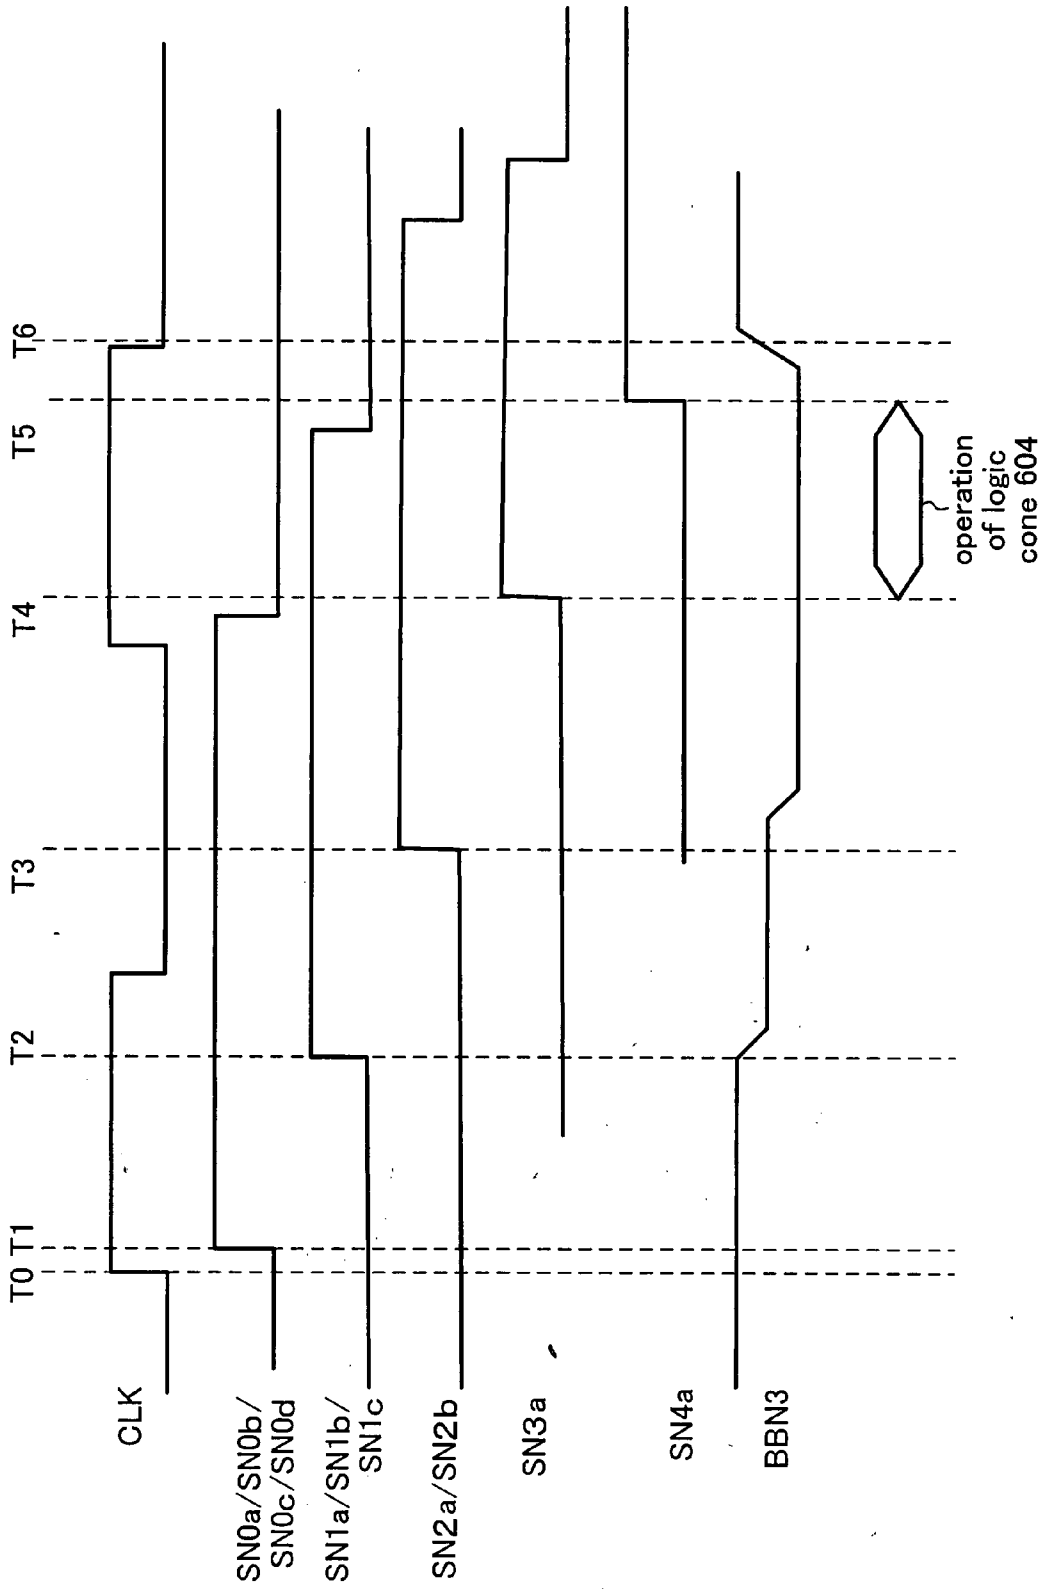 T0
T1
T2
T3
T4
T5
T6
CLK
SN0a/SN0b/
SN0c/SN0d
SN1a/SN1b/
SN1c
SN2a/SN2b
SN3a
SN4a
BBN3
operation
of logic
cone 604